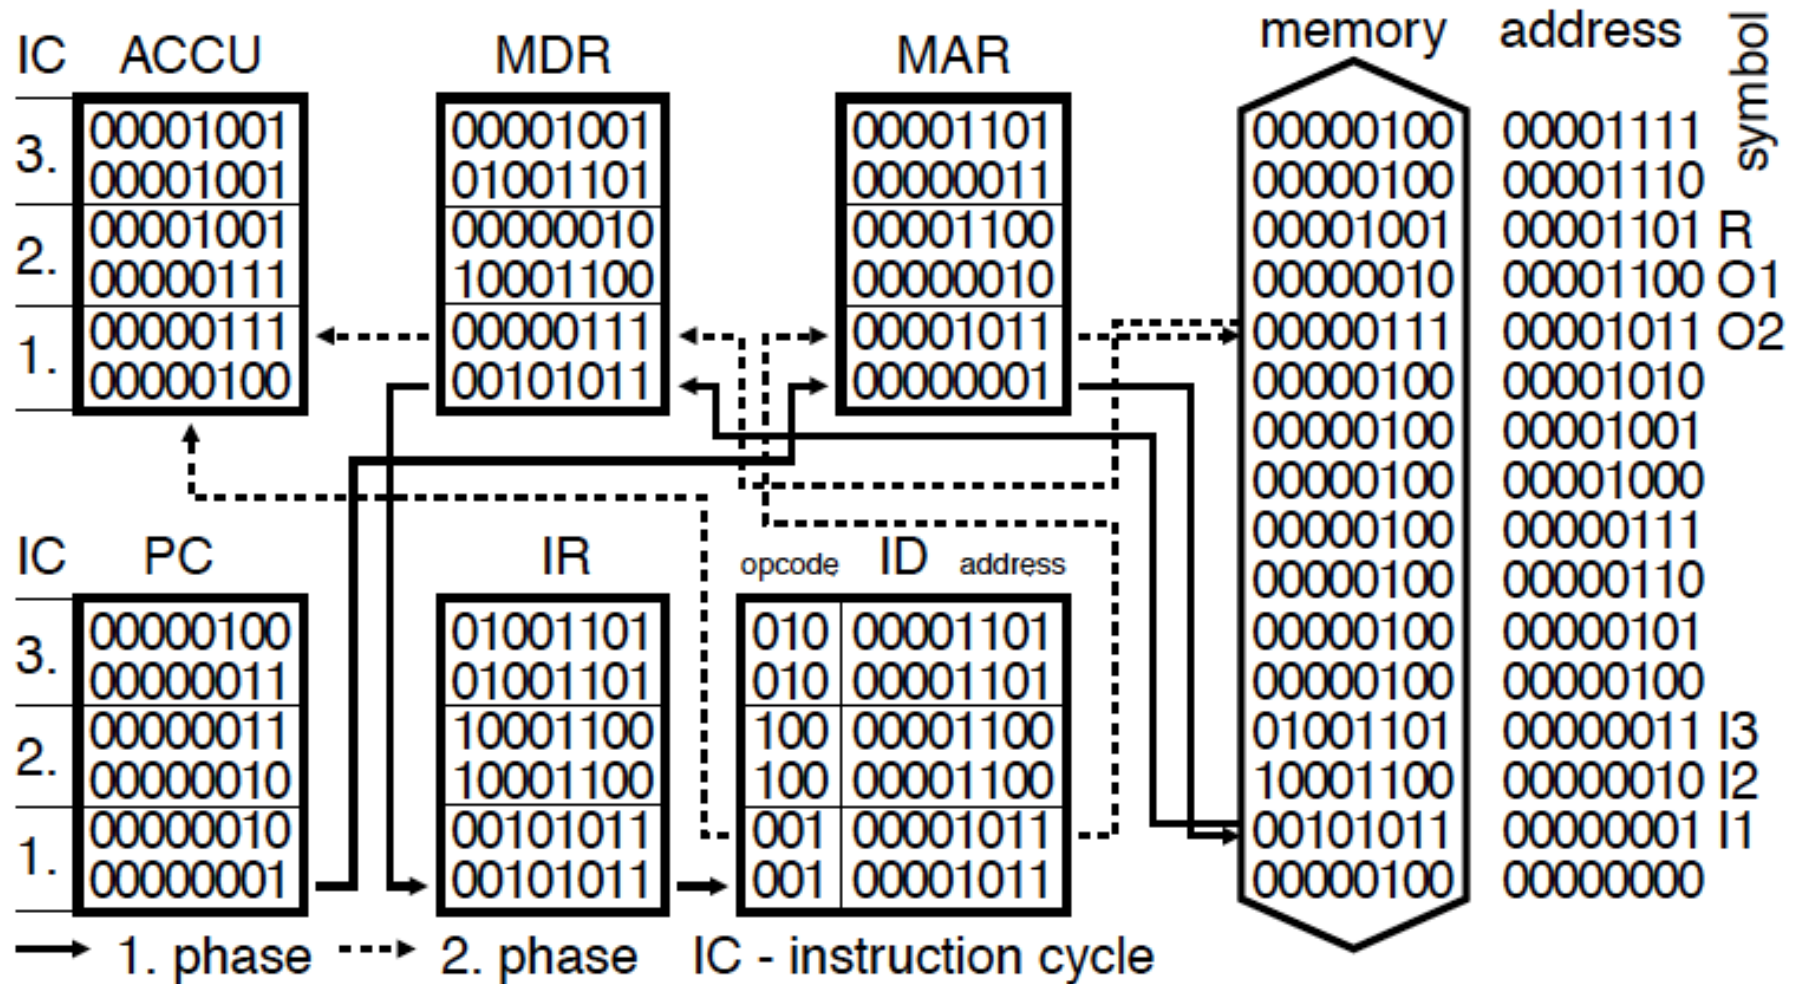 IC ACCU MDR MAR memory address symbol
00001001 00001001 00001101 00000100 00001111
3. 00001001 01001101 00000011 00000100 00001110
00001001 00000010 00001100 00001001 00001101 R
2. 00000111 10001100 00000010 00000010 00001100 O1
00000111 00000111 00001011 00000111 00001011 O2
1. 00000100 00101011 00000001 00000100 00001010
00000100 00001001
00000100 00001000
00000100 00000111
IC PC IR opcode ID address 00000100 00000110
00000100 01001101 010 00001101 00000100 00000101
3. 00000011 01001101 010 00001101 00000100 00000100
00000011 10001100 100 00001100 01001101 00000011 I3
2. 00000010 10001100 100 00001100 10001100 00000010 I2
00000010 00101011 001 00001011 00101011 00000001 I1
1. 00000001 00101011 001 00001011 00000100 00000000
1. phase 2. phase IC - instruction cycle